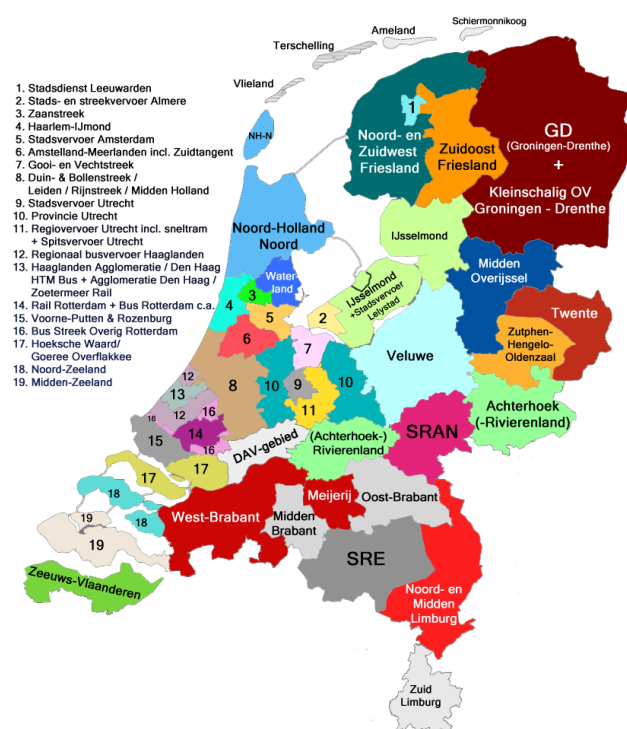 Schiermonnikoog
Ameland
Terschelling
Vlieland
1. Stadsdienst Leeuwarden
2. Stads- en streekvervoer Almere
3. Zaanstreek
4. Haarlem-IJmond
5. Stadsvervoer Amsterdam
6. Amstelland-Meerlanden incl. Zuidtangent
7. Gooi- en Vechtstreek
8. Duin- & Bollenstreek /
Leiden / Rijnstreek / Midden Holland
9. Stadsvervoer Utrecht
10. Provincie Utrecht
11. Regiovervoer Utrecht incl. sneltram
+ Spitsvervoer Utrecht
12. Regionaal busvervoer Haaglanden
13. Haaglanden Agglomeratie / Den Haag
HTM Bus + Agglomeratie Den Haag /
Zoetermeer Rail
14. Rail Rotterdam + Bus Rotterdam c.a.
15. Voorne-Putten & Rozenburg
16. Bus Streek Overig Rotterdam
17. Hoeksche Waard/
Goeree Overflakkee
18. Noord-Zeeland
19. Midden-Zeeland
NH-N
1
Noord- en
Zuidwest
Friesland
Zuidoost
Friesland
GD
(Groningen-Drenthe)
+
Kleinschalig OV
Groningen - Drenthe
Noord-Holland
Noord
IJsselmond
Water-
land
IJsselmond
+Stadsvervoer
Lelystad
Midden
Overijssel
3
4
5
2
6
7
Twente
Zutphen-
Hengelo-
Oldenzaal
Veluwe
8
10
9
10
11
12
13
12
16
16
14
15
16
DAV-gebied
(Achterhoek-)
Rivierenland
SRAN
Achterhoek
(-Rivierenland)
17
17
18
18
19
19
West-Brabant
Meijerij
Oost-Brabant
Midden
Brabant
SRE
Zeeuws-Vlaanderen
Noord- en
Midden
Limburg
Zuid
Limburg